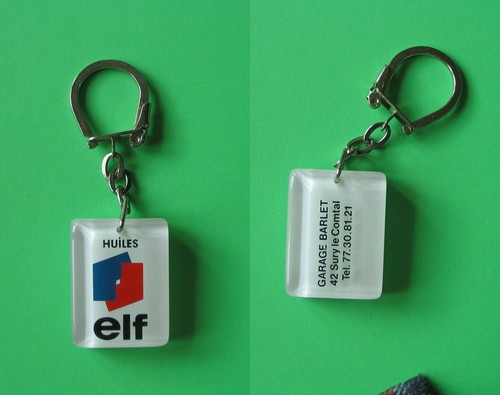 HUILES
elf
GARAGE BARLET
42 Sury le Comtal
Tel. 77.30.81.21